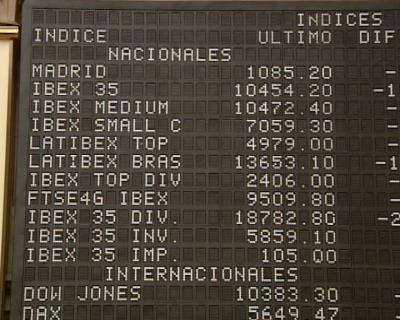 INDICES
INDICE ULTIMO DIF
NACIONALES
MADRID 1085.20 -
IBEX 35 10454.20 -1
IBEX MEDIUM 10472.40 -
IBEX SMALL C 7059.30 -
LATIBEX TOP 4979.00 -
LATIBEX BRAS 13653.10 -1
IBEX TOP DIV 2406.00 -
FTSE4G IBEX 9509.80 -
IBEX 35 DIV. 18782.80 -2
IBEX 35 INV. 5859.10
IBEX 35 IMP. 105.00
INTERNACIONALES
DOW JONES 10383.30 -
DAX 5649.47